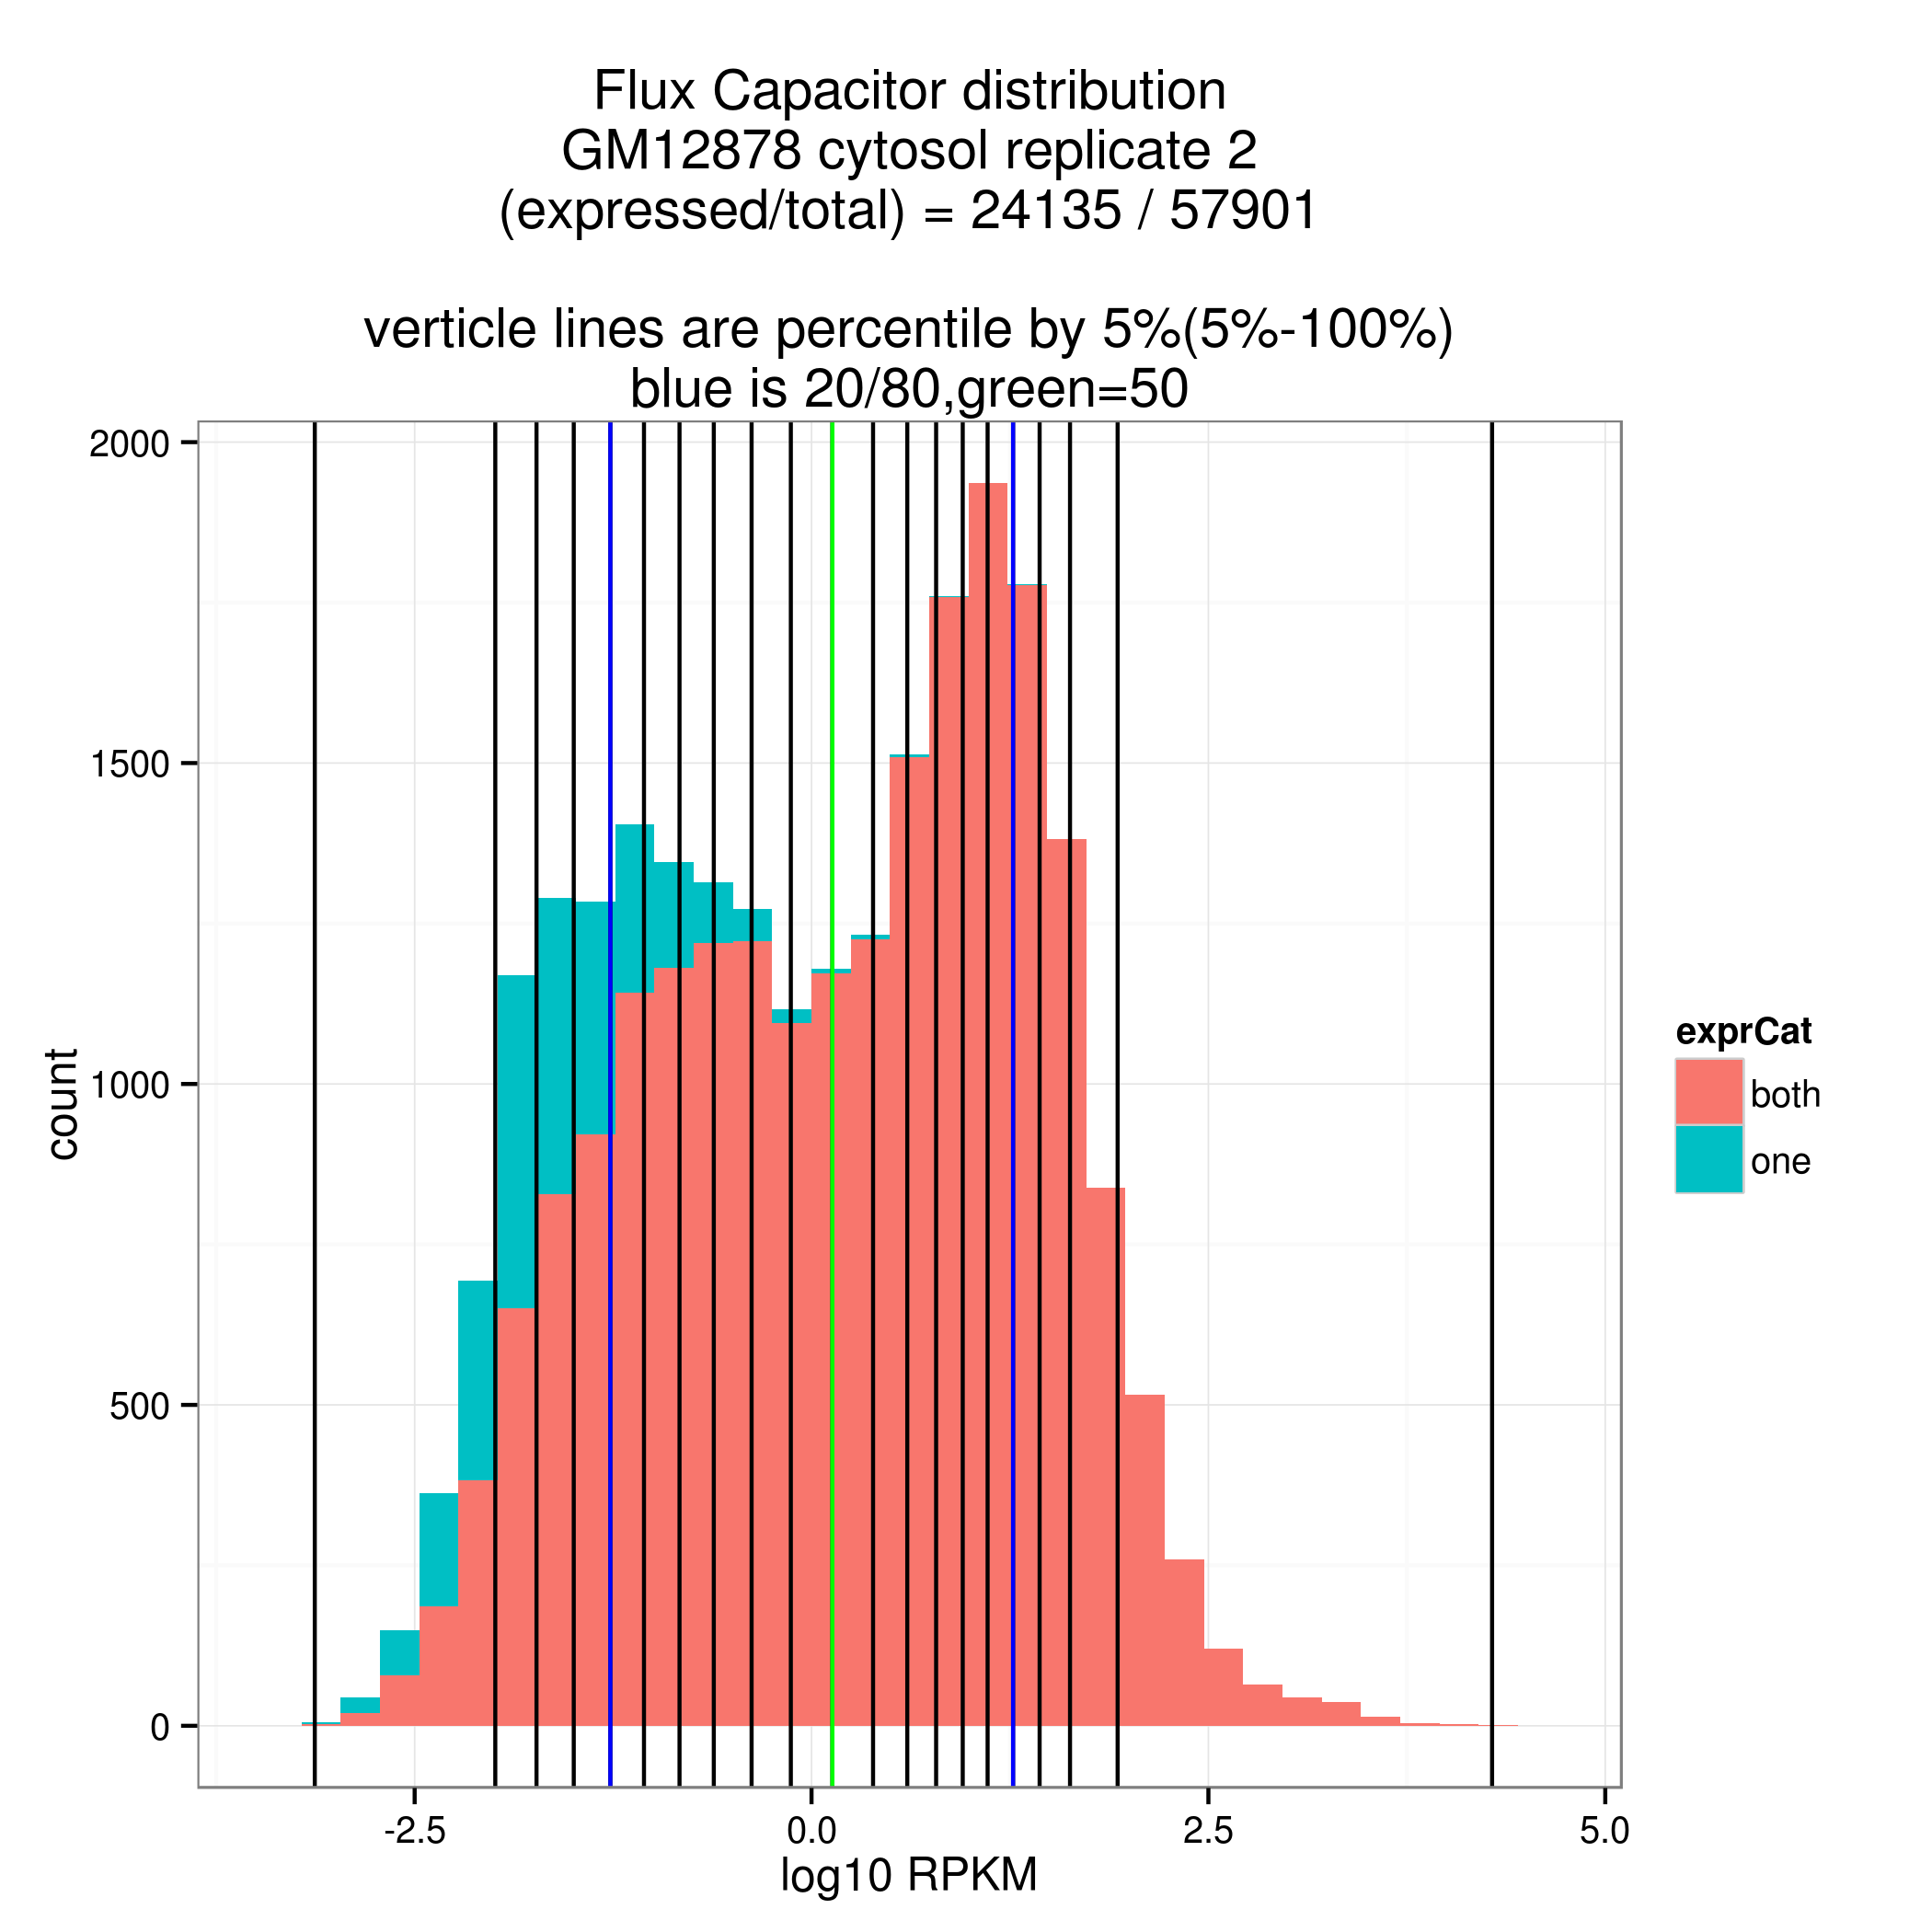 Flux Capacitor distribution
GM12878 cytosol replicate 2
(expressed/total) = 24135 / 57901
verticle lines are percentile by 5%(5%-100%)
blue is 20/80,green=50
2000
1500
1000
500
0
count
-2.5
0.0
2.5
5.0
log10 RPKM
exprCat
both
one